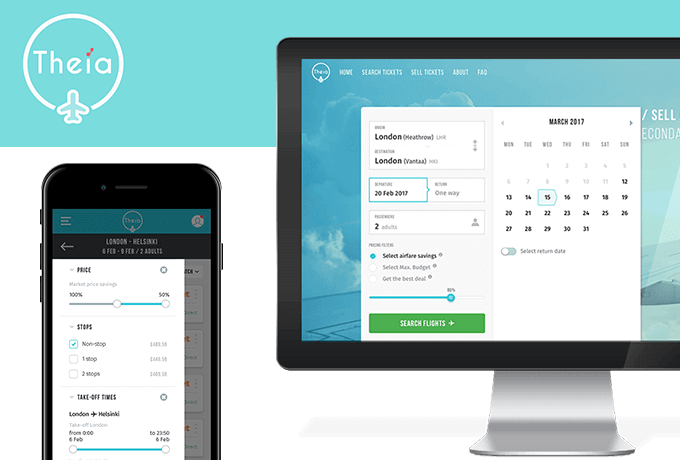 Theia
LONDON - HELSINKI
6 FEB - 9 FEB / 2 ADULTS
PRICE
Market price savings
100% 50%
STOPS
Non-stop £489,58
1 stop £489,58
2 stops £489,58
TAKE-OFF TIMES
London Helsinki
Take-off London
from 0:00 to 23:50
6 Feb 6 Feb
Theia
HOME SEARCH TICKETS SELL TICKETS ABOUT FAQ
/ SELL
ECONDA
ORIGIN
London (Heathrow) LHR
DESTINATION
London (Vantaa) HKI
DEPARTURE RETURN
20 Feb 2017 One way
PASSENGERS
2 adults
PRICING FILTERS
Select airfare savings
Select Max. Budget
Get the best deal
80%
SEARCH FLIGHTS
MARCH 2017
MON TUE WED THU FRI SAT SUN
1 2 3 4 5
6 7 8 9 10 11 12
13 14 15 16 17 18 19
20 21 22 23 24 25 26
27 28 29 30 31
Select return date